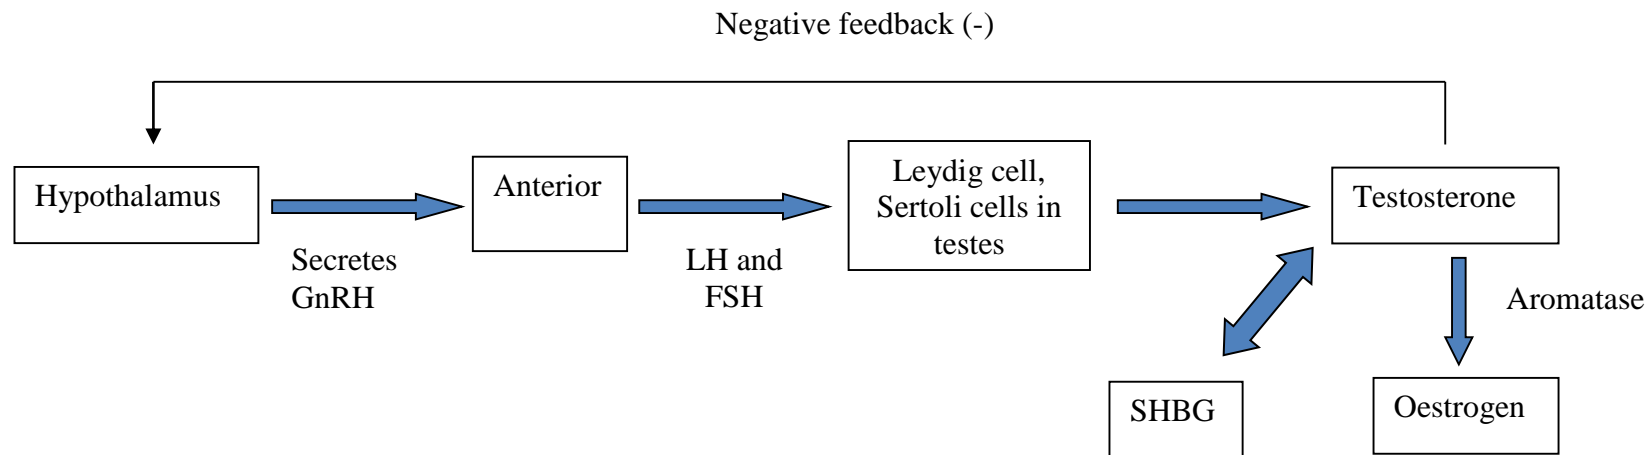 Negative feedback (-)
Hypothalamus
Secretes
GnRH
Anterior
LH and
FSH
Leydig cell,
Sertoli cells in
testes
Testosterone
Aromatase
SHBG
Oestrogen